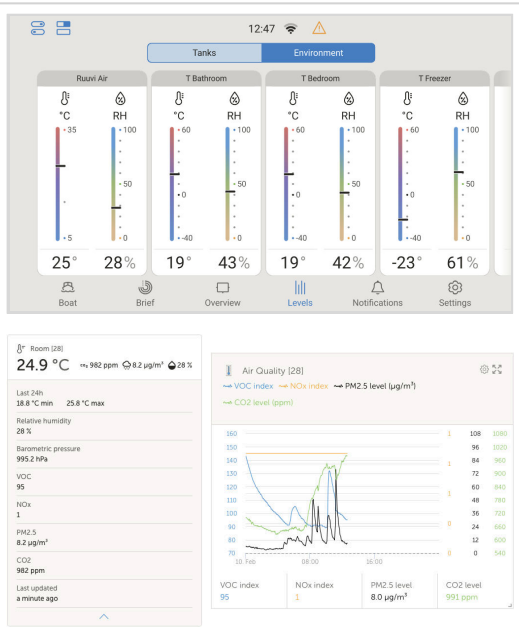 12:47
Tanks Environment
Ruuvi Air T Bathroom T Bedroom T Freezer
°C RH °C RH °C RH °C RH
35 100 60 100 60 100 60 100
50 0 50 0 50 0 50
5 0 -40 0 -40 0 -40 0
25° 28% 19° 43% 19° 42% -23° 61%
Boat Brief Overview Levels Notifications Settings
Room [28]
24.9 °C 982 ppm 8.2 µg/m³ 28 %
Last 24h
18.8 °C min 25.8 °C max
Relative humidity
28 %
Barometric pressure
995.2 hPa
VOC
95
NOx
1
PM2.5
8.2 µg/m³
CO2
982 ppm
Last updated
a minute ago
Air Quality [28]
VOC index NOx index PM2.5 level (µg/m³)
CO2 level (ppm)
160 1 108 1080
150 96 1020
140 1 84 960
130 72 900
120 60 840
110 1 48 780
100 36 720
90 0 24 660
80 12 600
70 0 0 540
10. Feb 08:00 16:00
VOC index NOx index PM2.5 level CO2 level
95 1 8.0 µg/m³ 991 ppm